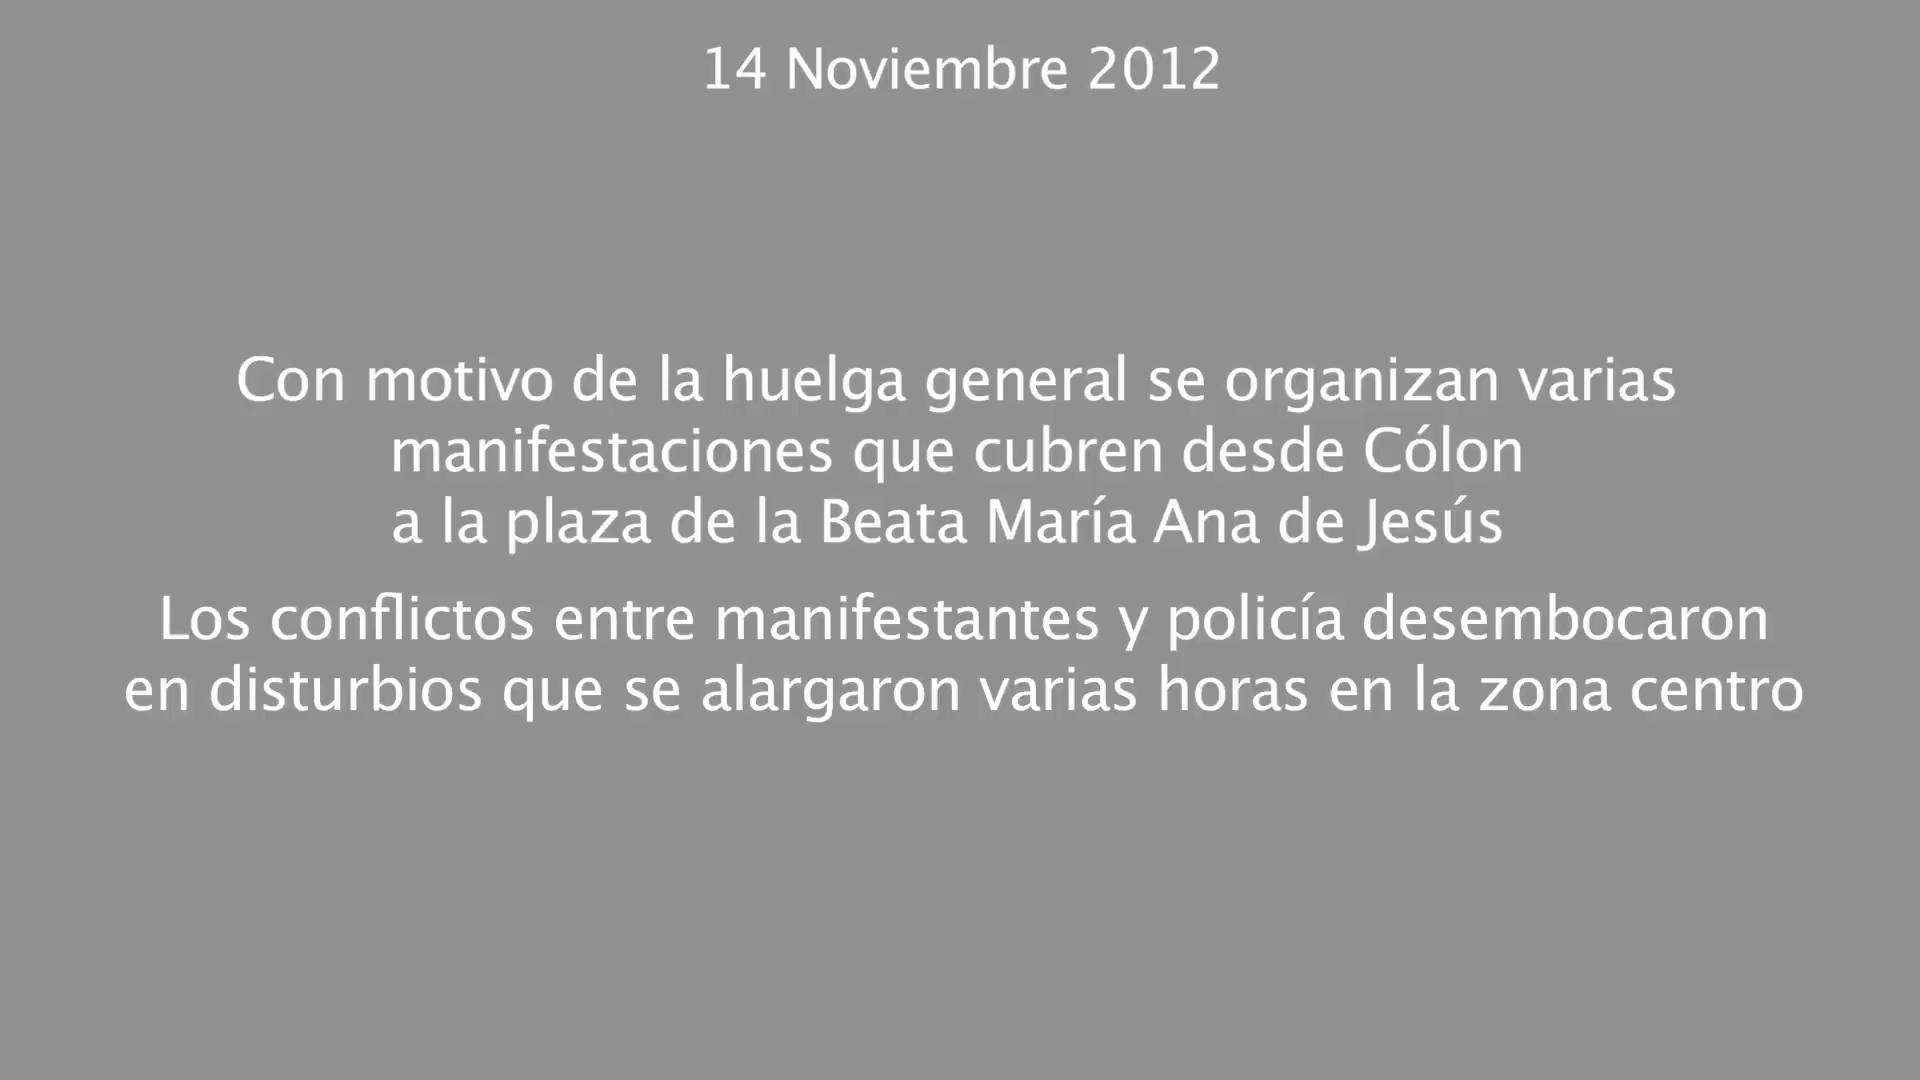 14 Noviembre 2012
Con motivo de la huelga general se organizan varias
manifestaciones que cubren desde Cólon
a la plaza de la Beata María Ana de Jesús
Los conflictos entre manifestantes y policía desembocaron
en disturbios que se alargaron varias horas en la zona centro